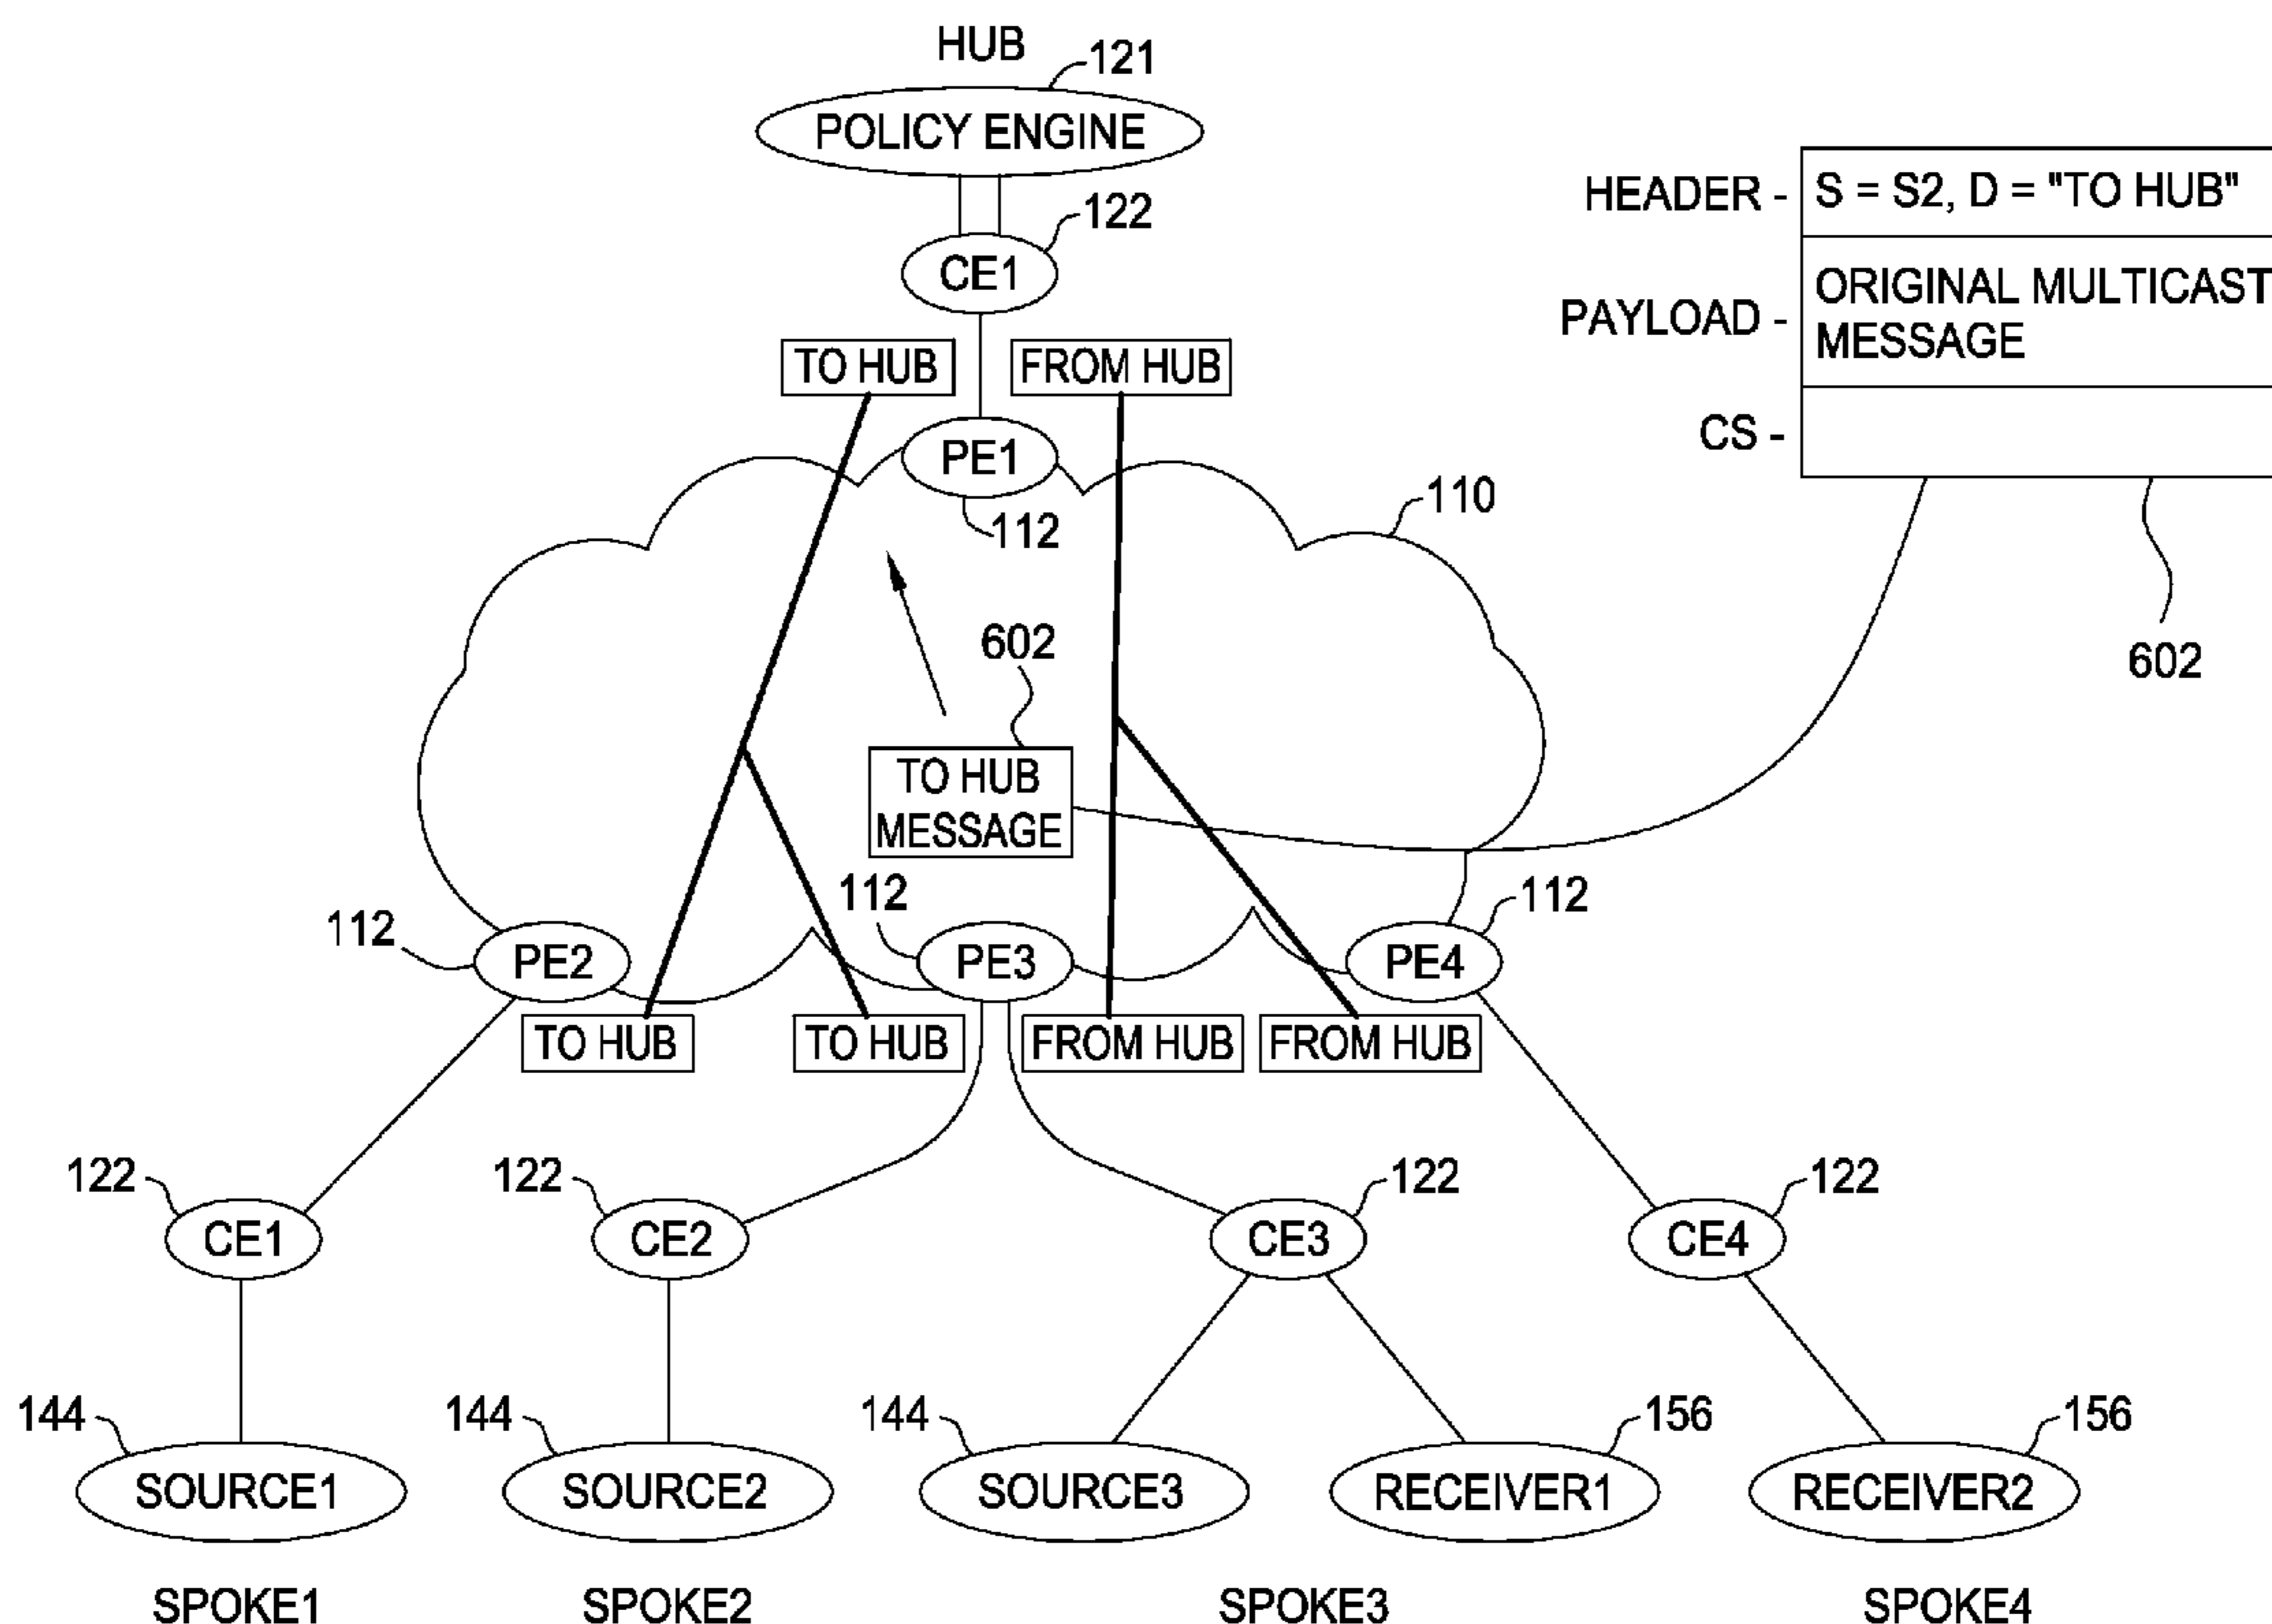 HUB
121
POLICY ENGINE
122
CE1
HEADER - S = S2, D = "TO HUB"
PAYLOAD - ORIGINAL MULTICAST
MESSAGE
CS -
TO HUB
FROM HUB
PE1
112
110
602
602
TO HUB
MESSAGE
112
112
112
PE2
PE3
PE4
TO HUB
TO HUB
FROM HUB
FROM HUB
122
122
122
122
CE1
CE2
CE3
CE4
144
144
144
156
156
SOURCE1
SOURCE2
SOURCE3
RECEIVER1
RECEIVER2
SPOKE1
SPOKE2
SPOKE3
SPOKE4